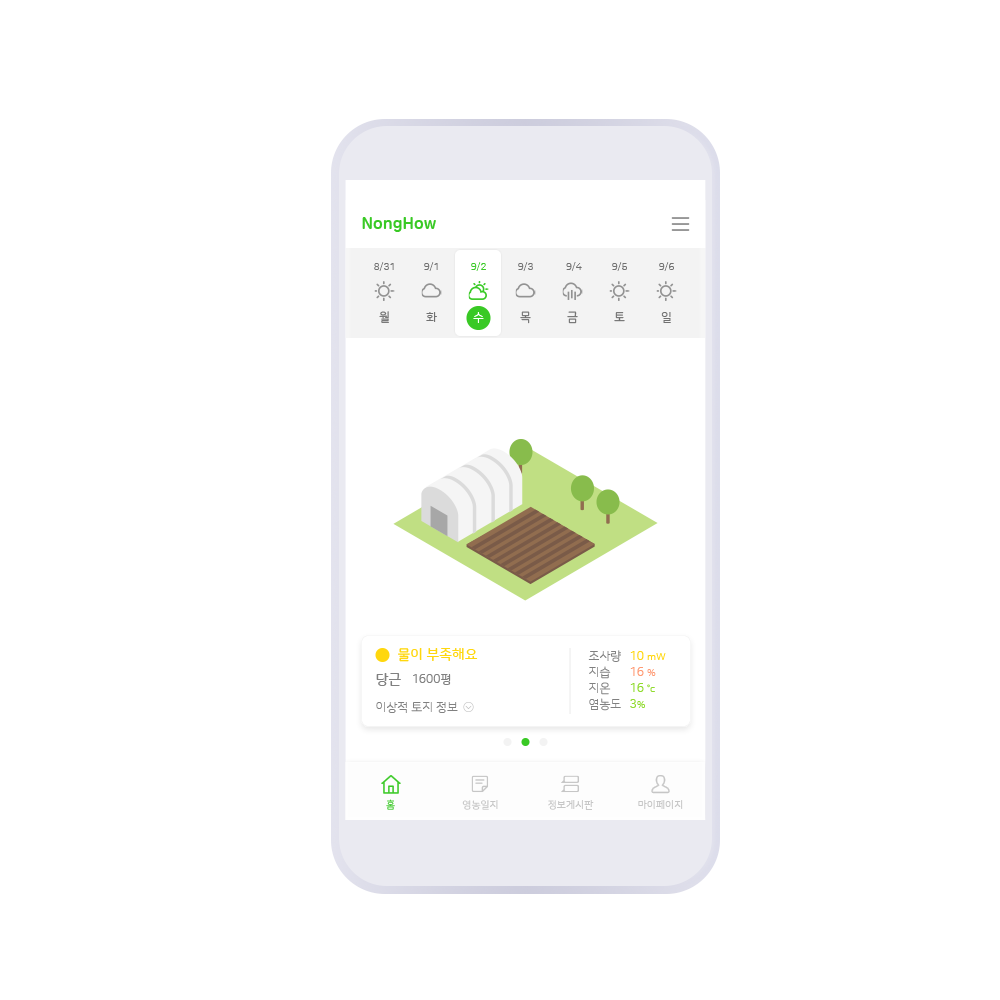 NongHow
8/31 9/1 9/2 9/3 9/4 9/5 9/6
월 화 수 목 금 토 일
물이 부족해요
당근 1600평
이상적 토지 정보
조사량 10 mW
지습 16 %
지온 16 °c
염농도 3%
홈 영농일지 정보게시판 마이페이지